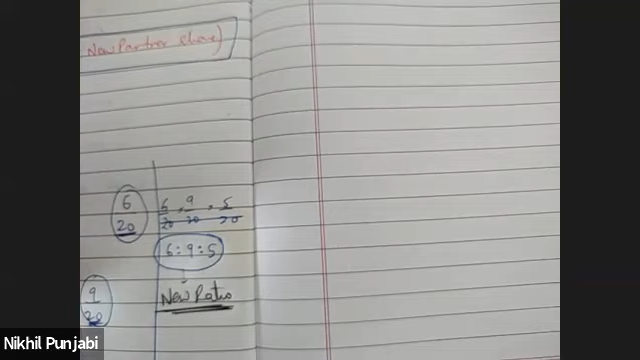 New Partner Share)
6/20
6/20 : 9/20 : 5/20
6 : 9 : 5
New Ratio
9/20
Nikhil Punjabi